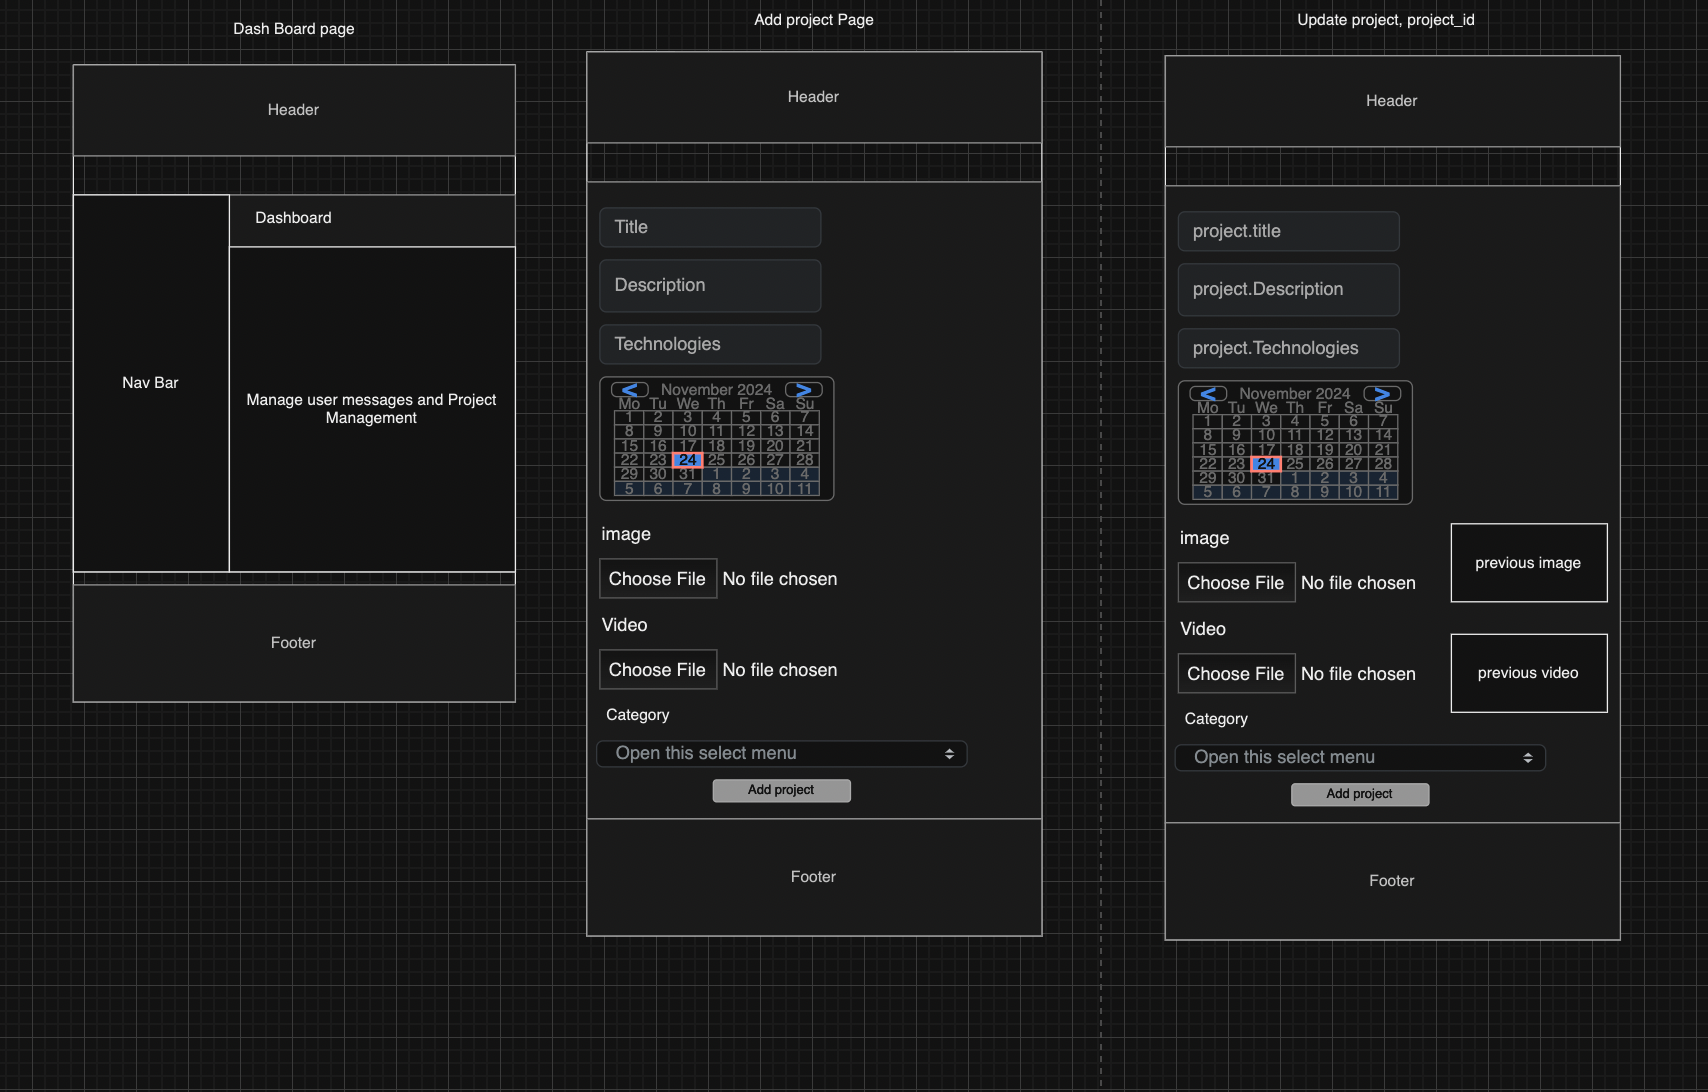 Dash Board page
Header
Dashboard
Nav Bar
Manage user messages and Project
Management
Footer
Add project Page
Header
Title
Description
Technologies
< November 2024 >
Mo Tu We Th Fr Sa Su
1 2 3 4 5 6 7
8 9 10 11 12 13 14
15 16 17 18 19 20 21
22 23 24 25 26 27 28
29 30 31 1 2 3 4
5 6 7 8 9 10 11
image
Choose File No file chosen
Video
Choose File No file chosen
Category
Open this select menu
Add project
Footer
Update project, project_id
Header
project.title
project.Description
project.Technologies
< November 2024 >
Mo Tu We Th Fr Sa Su
1 2 3 4 5 6 7
8 9 10 11 12 13 14
15 16 17 18 19 20 21
22 23 24 25 26 27 28
29 30 31 1 2 3 4
5 6 7 8 9 10 11
image
Choose File No file chosen
previous image
Video
Choose File No file chosen
previous video
Category
Open this select menu
Add project
Footer